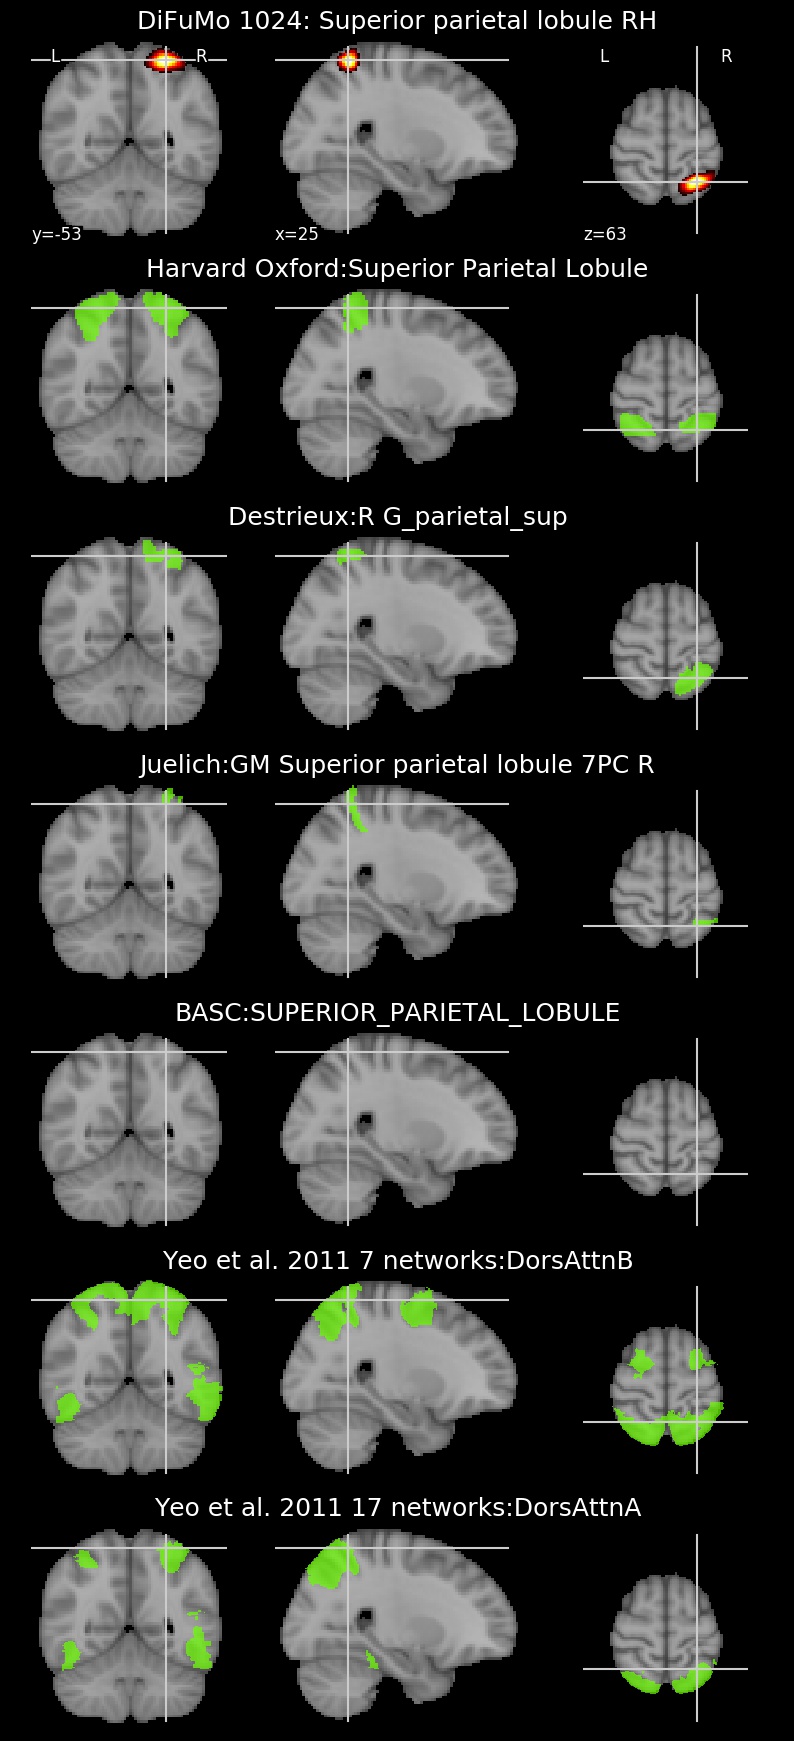 DiFuMo 1024: Superior parietal lobule RH
L R L R
y=-53 x=25 z=63
Harvard Oxford:Superior Parietal Lobule
Destrieux:R G_parietal_sup
Juelich:GM Superior parietal lobule 7PC R
BASC:SUPERIOR_PARIETAL_LOBULE
Yeo et al. 2011 7 networks:DorsAttnB
Yeo et al. 2011 17 networks:DorsAttnA